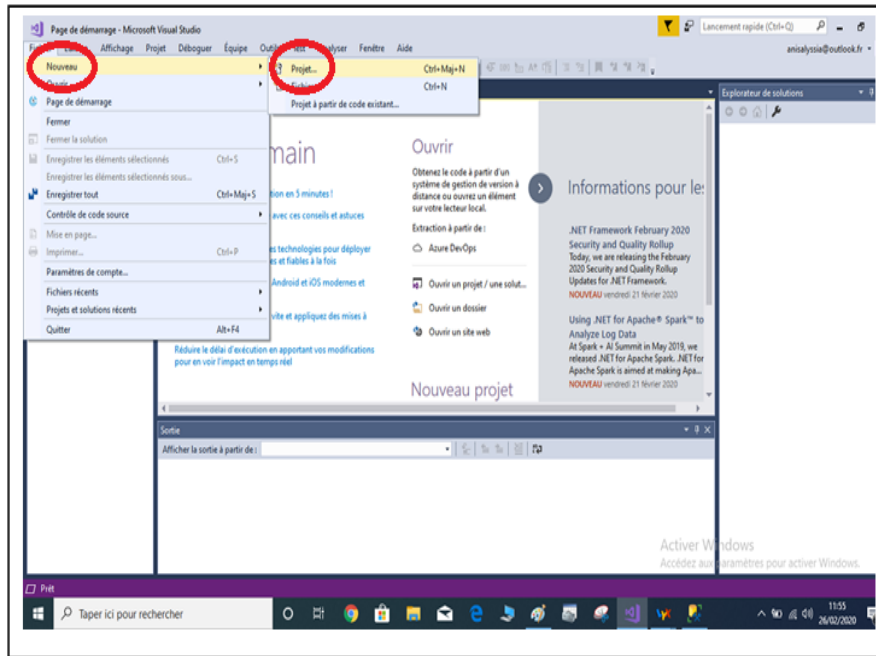 Page de démarrage - Microsoft Visual Studio
Lancement rapide (Ctrl+Q)
Affichage Projet Déboguer Équipe Analyser Fenêtre Aide
anisalyssia@outlook.fr
Nouveau
Projet... Ctrl+Maj+N
Ctrl+N
Projet à partir de code existant...
Page de démarrage
Fermer
Fermer la solution
Enregistrer les éléments sélectionnés Ctrl+S
Enregistrer les éléments sélectionnés sous...
Enregistrer tout Ctrl+Maj+S
Contrôle de code source
Mise en page...
Imprimer... Ctrl+P
Paramètres de compte...
Fichiers récents
Projets et solutions récents
Quitter Alt+F4
main
tion en 5 minutes !
avec ces conseils et astuces
es technologies pour déployer
es et fiables à la fois
Android et iOS modernes et
vite et appliquez des mises à
Réduire le délai d'exécution en apportant vos modifications
pour en voir l'impact en temps réel
Ouvrir
Obtenez le code à partir d'un
système de gestion de version à
distance ou ouvrez un élément
sur votre lecteur local.
Extraction à partir de :
Azure DevOps
Ouvrir un projet / une solut...
Ouvrir un dossier
Ouvrir un site web
Nouveau projet
Informations pour les
.NET Framework February 2020
Security and Quality Rollup
Today, we are releasing the February
2020 Security and Quality Rollup
Updates for .NET Framework.
NOUVEAU vendredi 21 février 2020
Using .NET for Apache® Spark™ to
Analyze Log Data
At Spark + AI Summit in May 2019, we
released .NET for Apache Spark. .NET for
Apache Spark is aimed at making Apa...
NOUVEAU vendredi 21 février 2020
Explorateur de solutions
Sortie
Afficher la sortie à partir de :
Activer Windows
Accédez aux paramètres pour activer Windows.
Prêt
Taper ici pour rechercher
11:55
26/02/2020